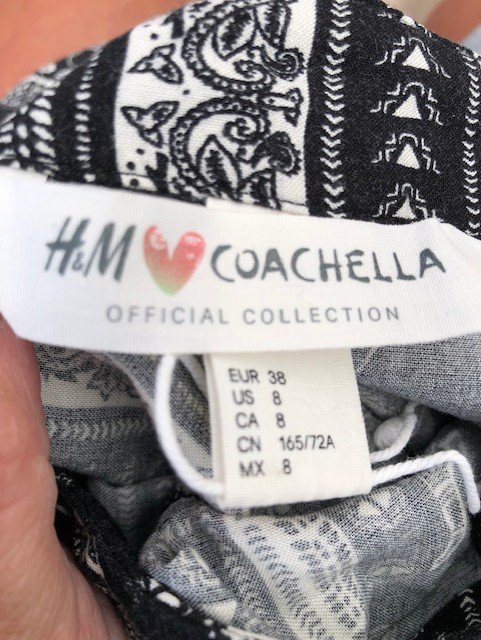 H&M COACHELLA
OFFICIAL COLLECTION
EUR 38
US 8
CA 8
CN 165/72A
MX 8